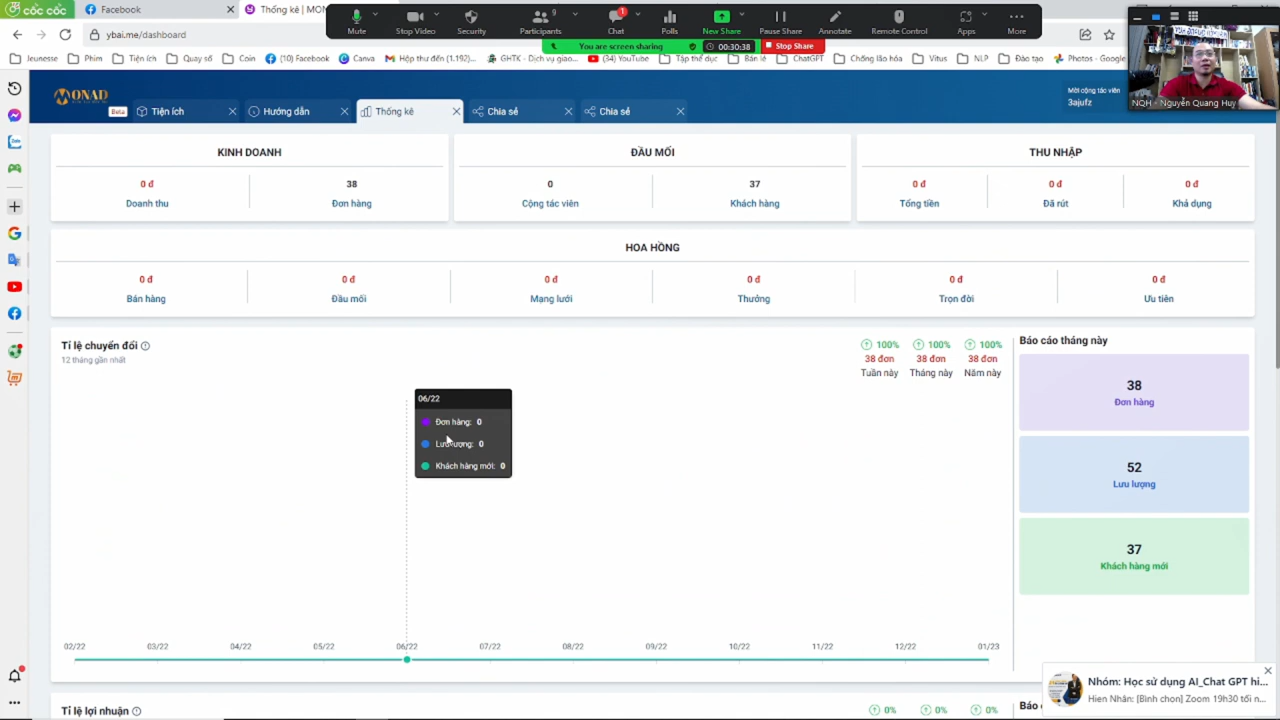 cốc cốc
Facebook
Thống kê | MON
Mute
Stop Video
Security
9
Participants
1
Chat
Polls
New Share
Pause Share
Annotate
Remote Control
Apps
More
You are screen sharing
00:30:38
Stop Share
ybai.me/dashboard
Jeunesse
Phim
Tiện ích
Quay số
Coin
(10) Facebook
Canva
Hộp thư đến (1.192)...
GHTK - Dịch vụ giao...
(34) YouTube
Tập thể dục
Bán lẻ
ChatGPT
Chống lão hóa
Vitus
NLP
Đào tạo
Photos - Google
NQH - Nguyễn Quang Huy
MONAD
Beta
Tiện ích
Hướng dẫn
Thống kê
Chia sẻ
Chia sẻ
Mời cộng tác viên
3ajufz
KINH DOANH
0 đ
38
Doanh thu
Đơn hàng
ĐẦU MỐI
0
37
Cộng tác viên
Khách hàng
THU NHẬP
0 đ
0 đ
0 đ
Tổng tiền
Đã rút
Khả dụng
HOA HỒNG
0 đ
0 đ
0 đ
0 đ
0 đ
0 đ
Bán hàng
Đầu mối
Mạng lưới
Thưởng
Trọn đời
Ưu tiên
Tỉ lệ chuyển đổi
12 tháng gần nhất
100%
100%
100%
38 đơn
38 đơn
38 đơn
Tuần này
Tháng này
Năm này
06/22
Đơn hàng: 0
Lưu lượng: 0
Khách hàng mới: 0
02/22
03/22
04/22
05/22
06/22
07/22
08/22
09/22
10/22
11/22
12/22
01/23
Báo cáo tháng này
38
Đơn hàng
52
Lưu lượng
37
Khách hàng mới
Tỉ lệ lợi nhuận
0%
0%
0%
Báo
Nhóm: Học sử dụng AI_Chat GPT hi...
Hien Nhân: [Bình chọn] Zoom 19h30 tối n...